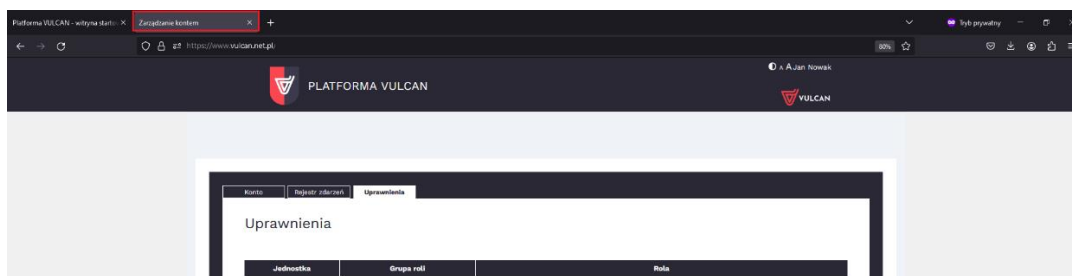 Platforma VULCAN - witryna starto
Zarządzanie kontem
Tryb prywatny
https://www.vulcan.net.pl/
80%
A A Jan Nowak
PLATFORMA VULCAN
VULCAN
Konto
Rejestr zdarzeń
Uprawnienia
Uprawnienia
Jednostka
Grupa roli
Rola